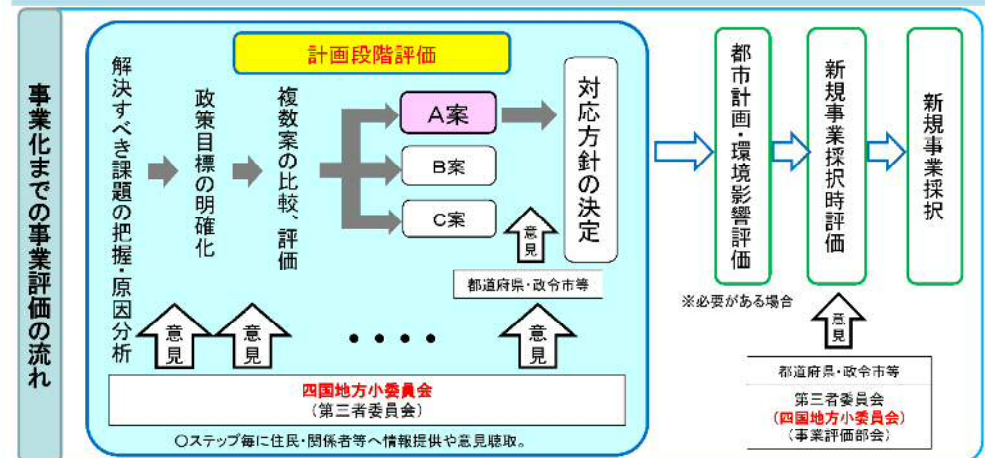 事業化までの事業評価の流れ
計画段階評価
解決すべき課題の把握・原因分析
政策目標の明確化
複数案の比較、評価
A案
B案
C案
対応方針の決定
意見
都道府県・政令市等
意見
意見
・・・・
意見
四国地方小委員会
(第三者委員会)
○ステップ毎に住民・関係者等へ情報提供や意見聴取。
都市計画・環境影響評価
※必要がある場合
新規事業採択時評価
新規事業採択
意見
都道府県・政令市等
第三者委員会
(四国地方小委員会)
(事業評価部会)